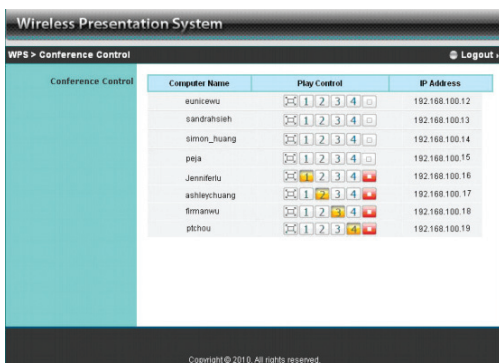 Wireless Presentation System
WPS > Conference Control Logout
Conference Control
Computer Name Play Control IP Address
eunicewu 1 2 3 4 192.168.100.12
sandrahsieh 1 2 3 4 192.168.100.13
simon_huang 1 2 3 4 192.168.100.14
peja 1 2 3 4 192.168.100.15
Jenniferlu 1 2 3 4 192.168.100.16
ashleychuang 1 2 3 4 192.168.100.17
firmanwu 1 2 3 4 192.168.100.18
ptchou 1 2 3 4 192.168.100.19
Copyright © 2010. All rights reserved.